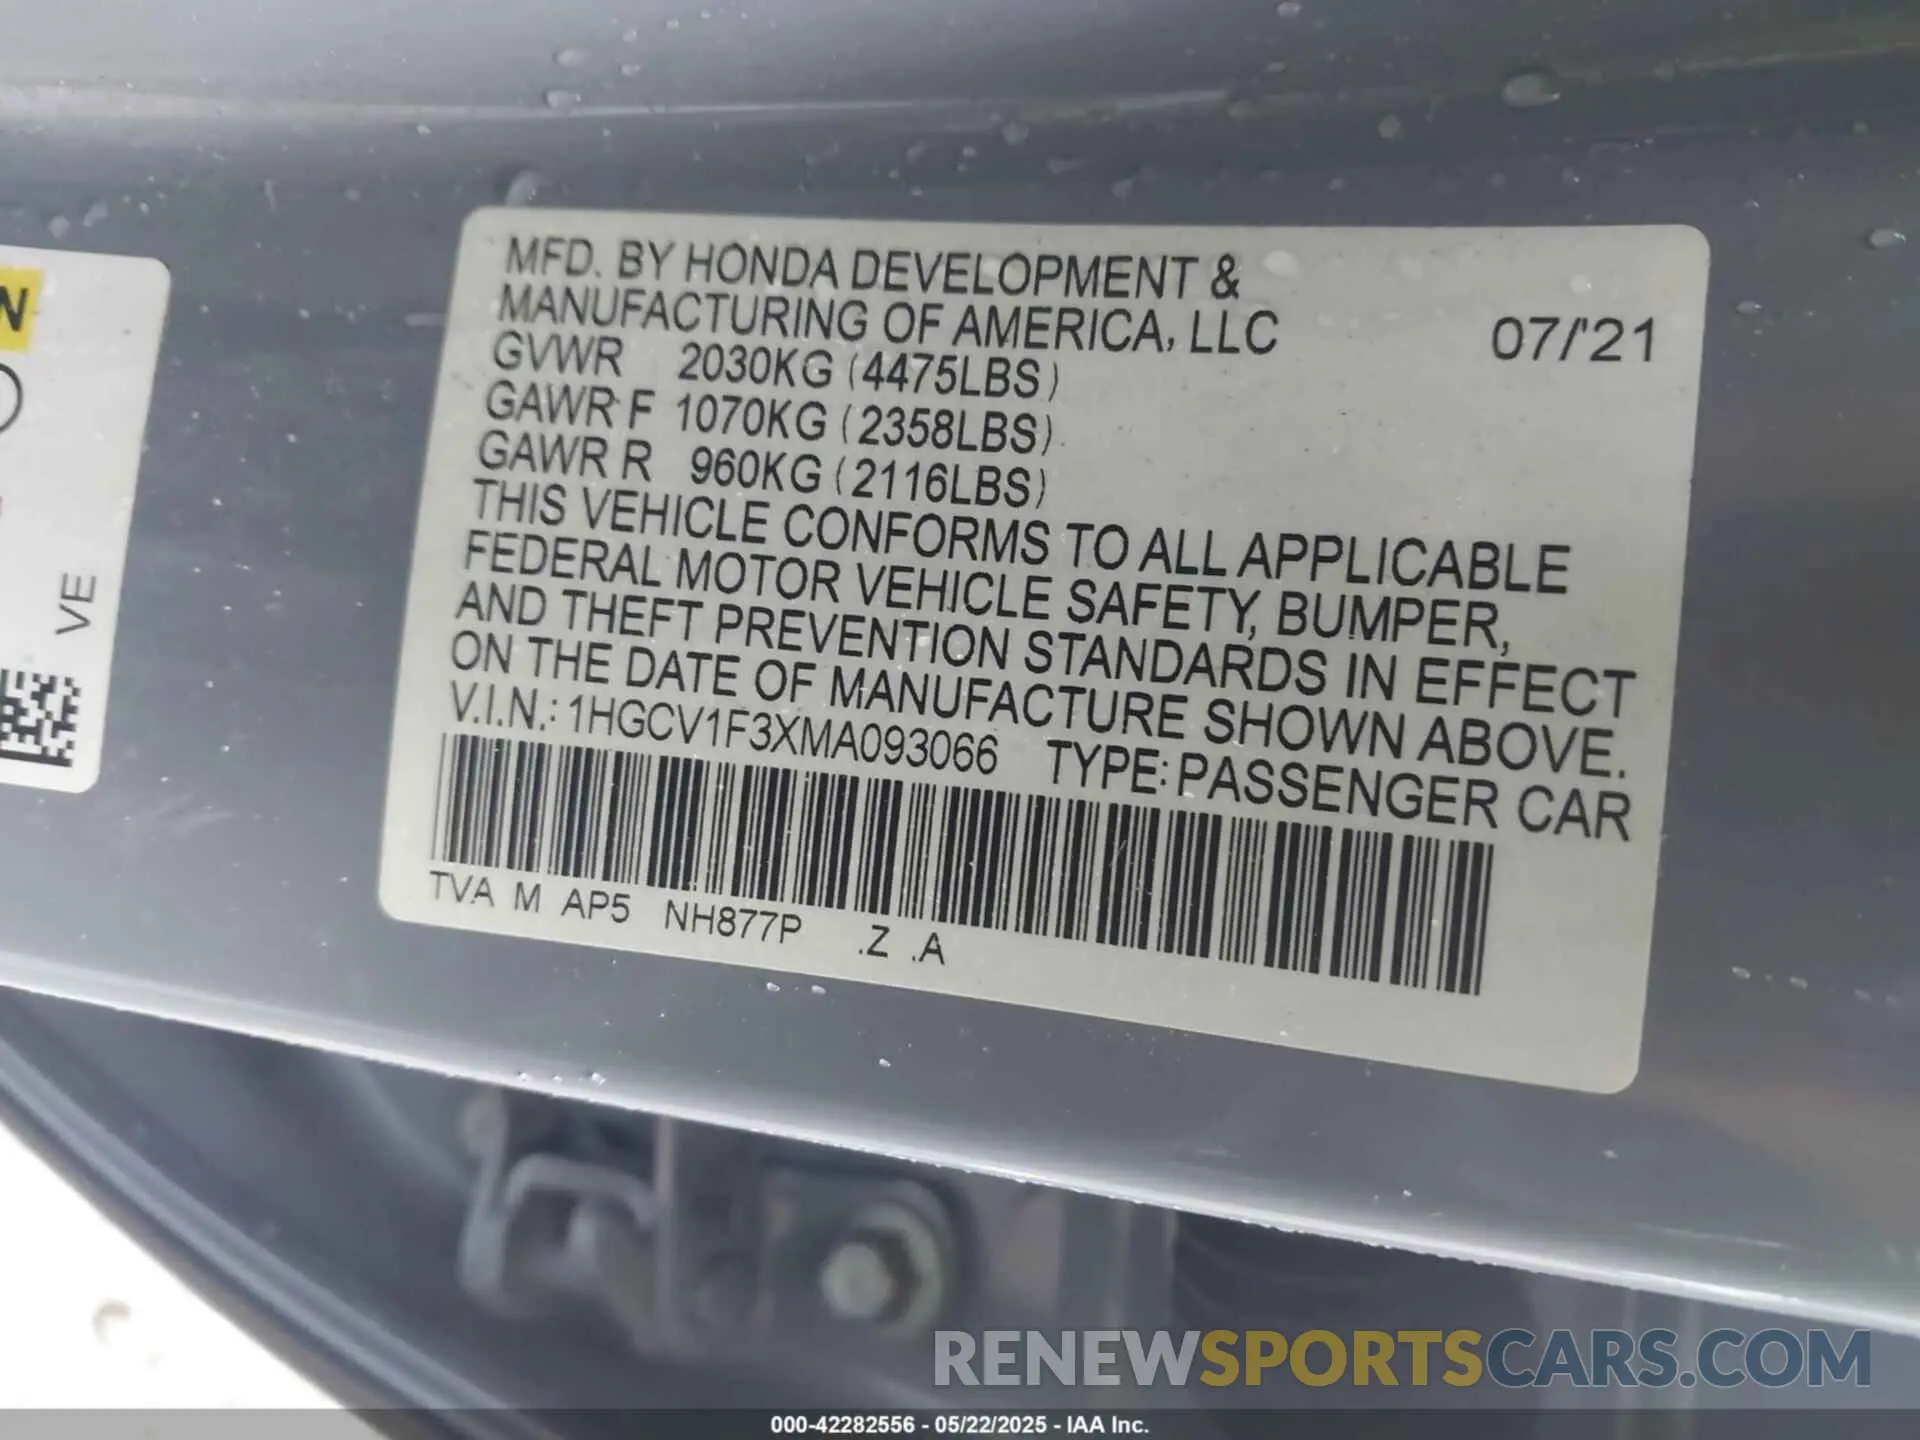 MFD. BY HONDA DEVELOPMENT &
MANUFACTURING OF AMERICA, LLC
07/'21
GVWR 2030KG (4475LBS)
GAWR F 1070KG (2358LBS)
GAWR R 960KG (2116LBS)
THIS VEHICLE CONFORMS TO ALL APPLICABLE
FEDERAL MOTOR VEHICLE SAFETY, BUMPER,
AND THEFT PREVENTION STANDARDS IN EFFECT
ON THE DATE OF MANUFACTURE SHOWN ABOVE.
V.I.N.: 1HGCV1F3XMA093066 TYPE: PASSENGER CAR
TVA M AP5 NH877P .Z .A
N
VE
RENEWSPORTSCARS.COM
000-42282556 - 05/22/2025 - IAA Inc.